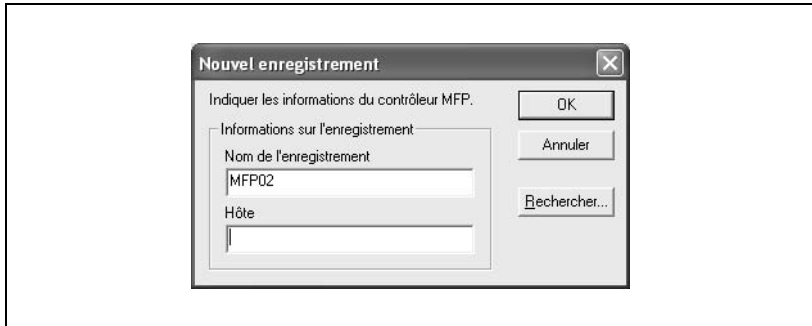 Nouvel enregistrement
Indiquer les informations du contrôleur MFP.
Informations sur l'enregistrement
Nom de l'enregistrement
MFP02
Hôte
OK
Annuler
Rechercher...